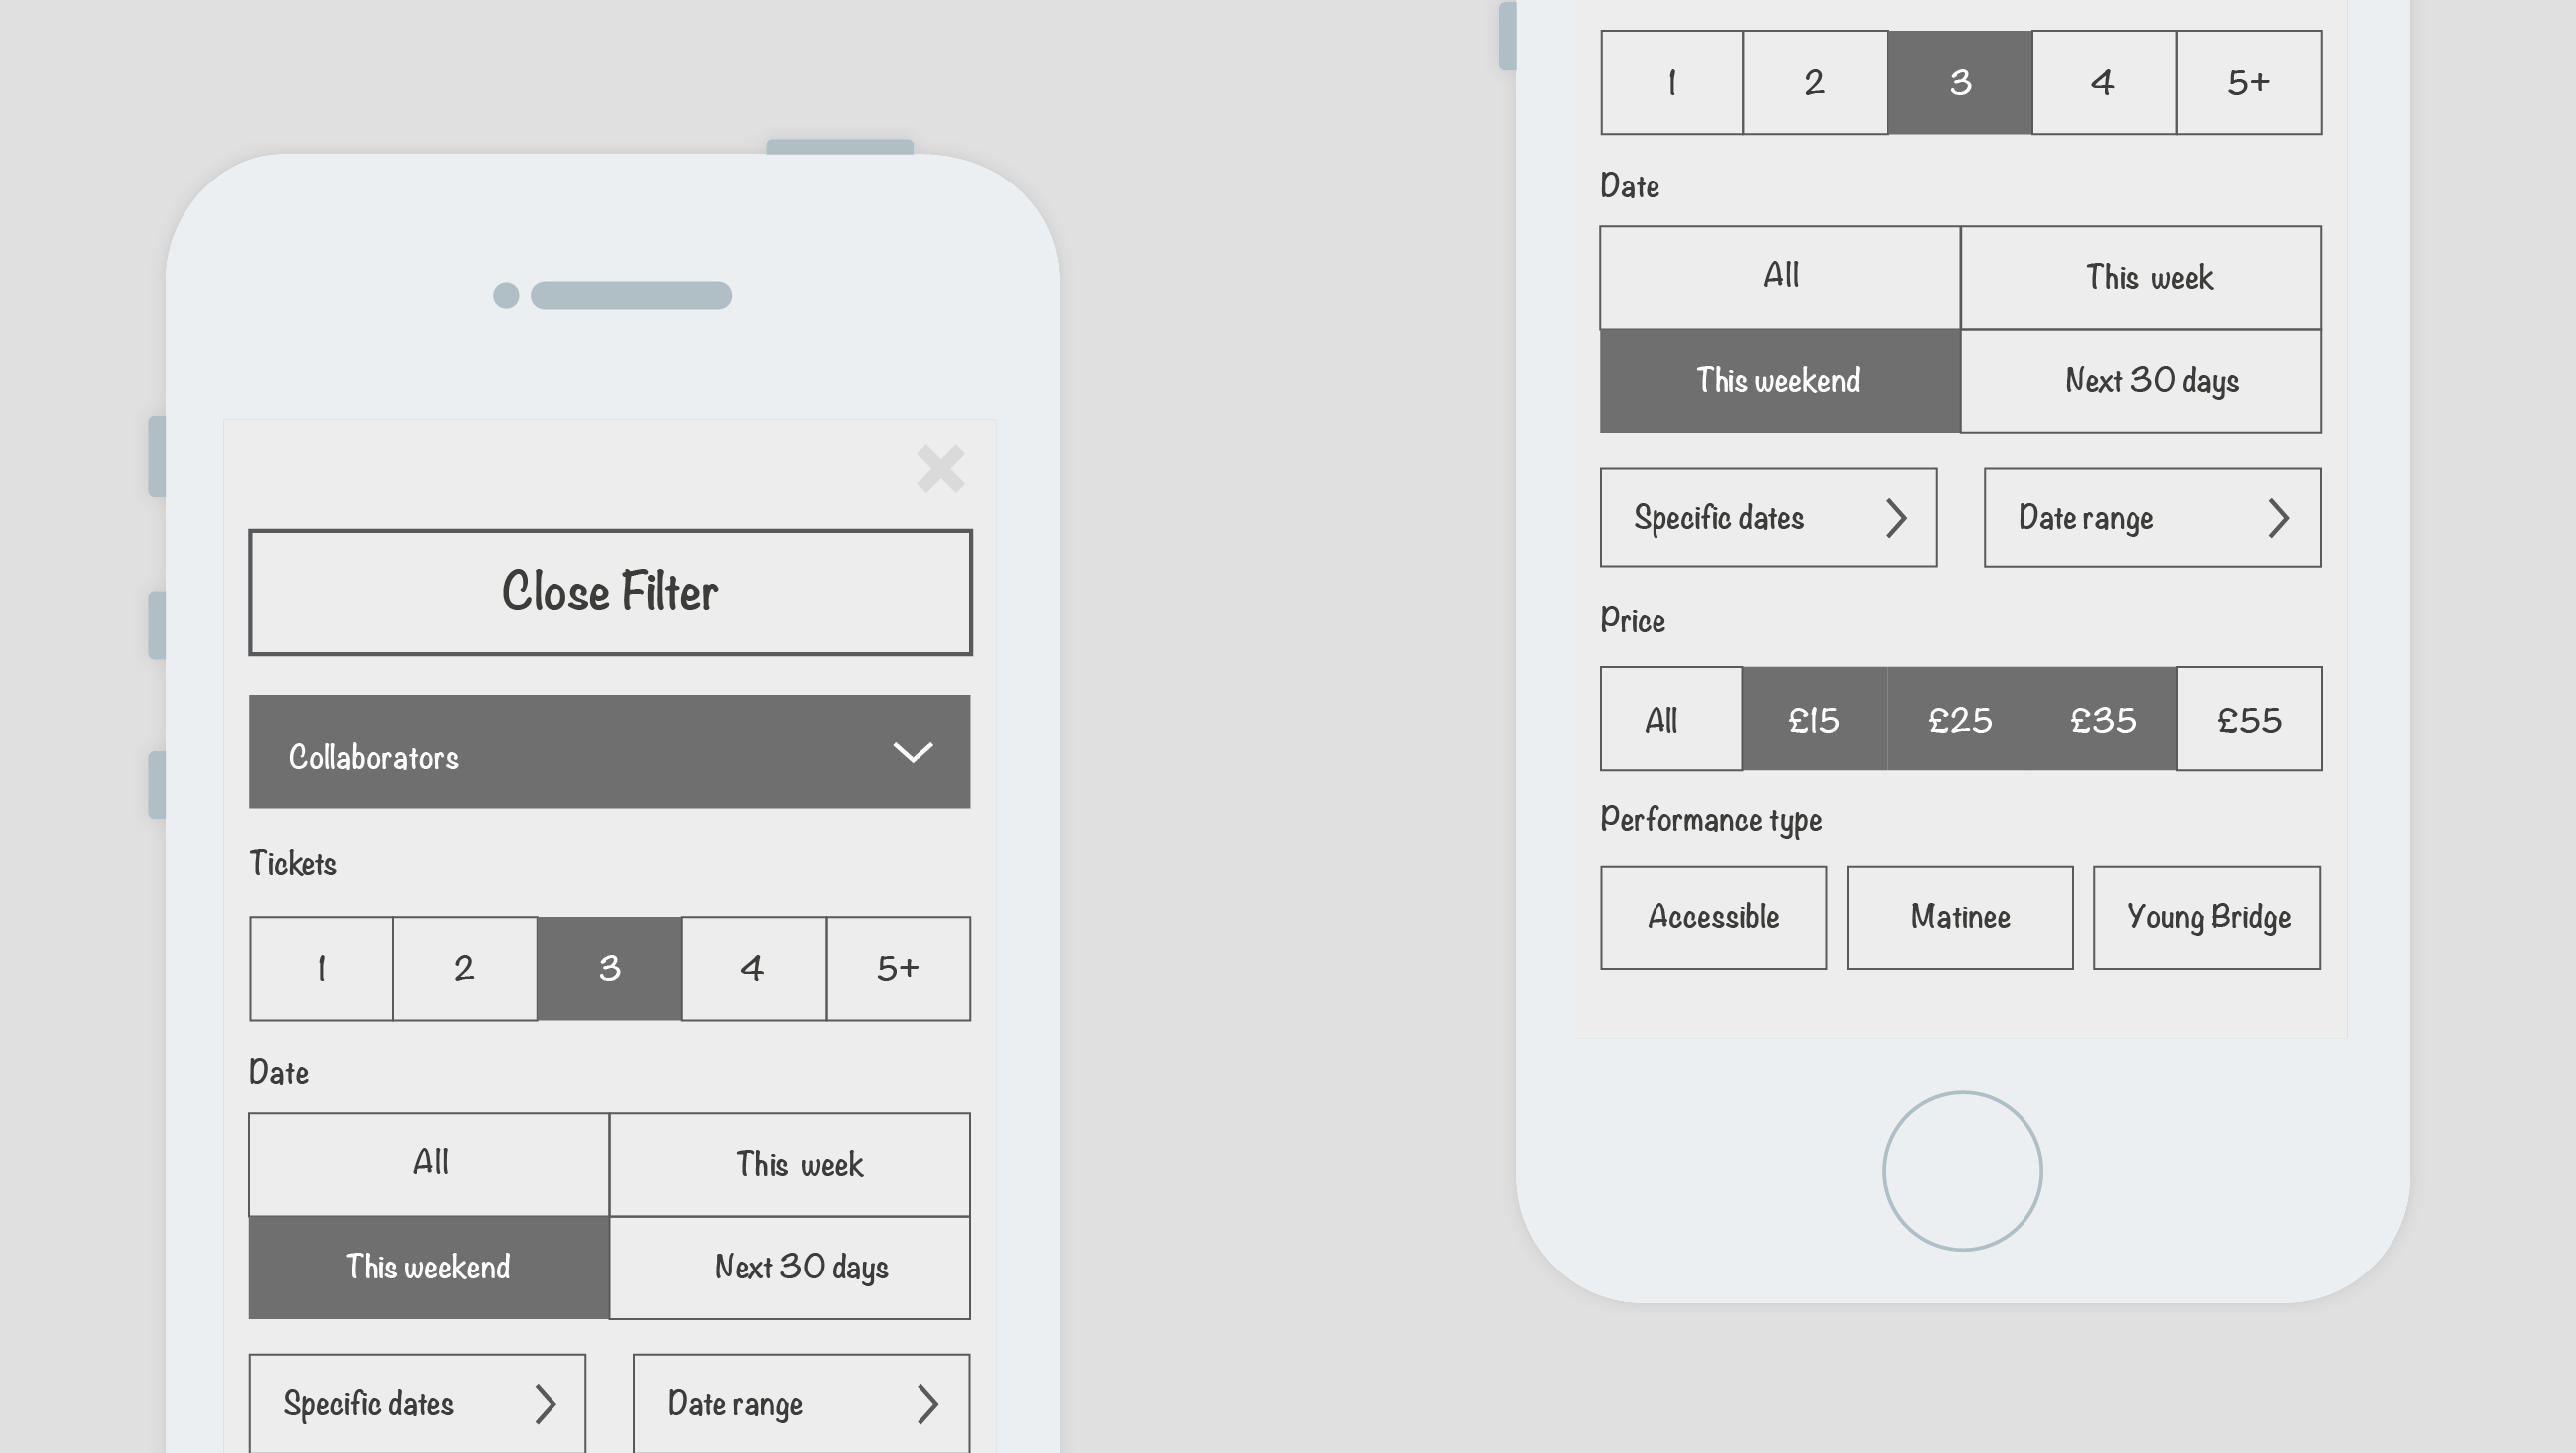 Close Filter
Collaborators
Tickets
1 2 3 4 5+
Date
All This week
This weekend Next 30 days
Specific dates Date range
1 2 3 4 5+
Date
All This week
This weekend Next 30 days
Specific dates Date range
Price
All £15 £25 £35 £55
Performance type
Accessible Matinee Young Bridge